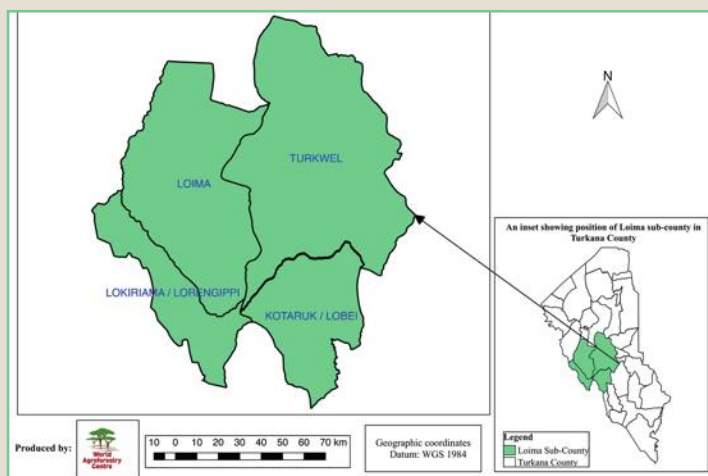 TURKWEL
LOIMA
LOKIRIAMA / LORENGIPPI
KOTARUK / LOBEI
N
An inset showing position of Loima sub-county in
Turkana County
Legend
Loima Sub-County
Turkana County
Produced by:
World
Agroforestry
Centre
10 0 10 20 30 40 50 60 70 km
Geographic coordinates
Datum: WGS 1984